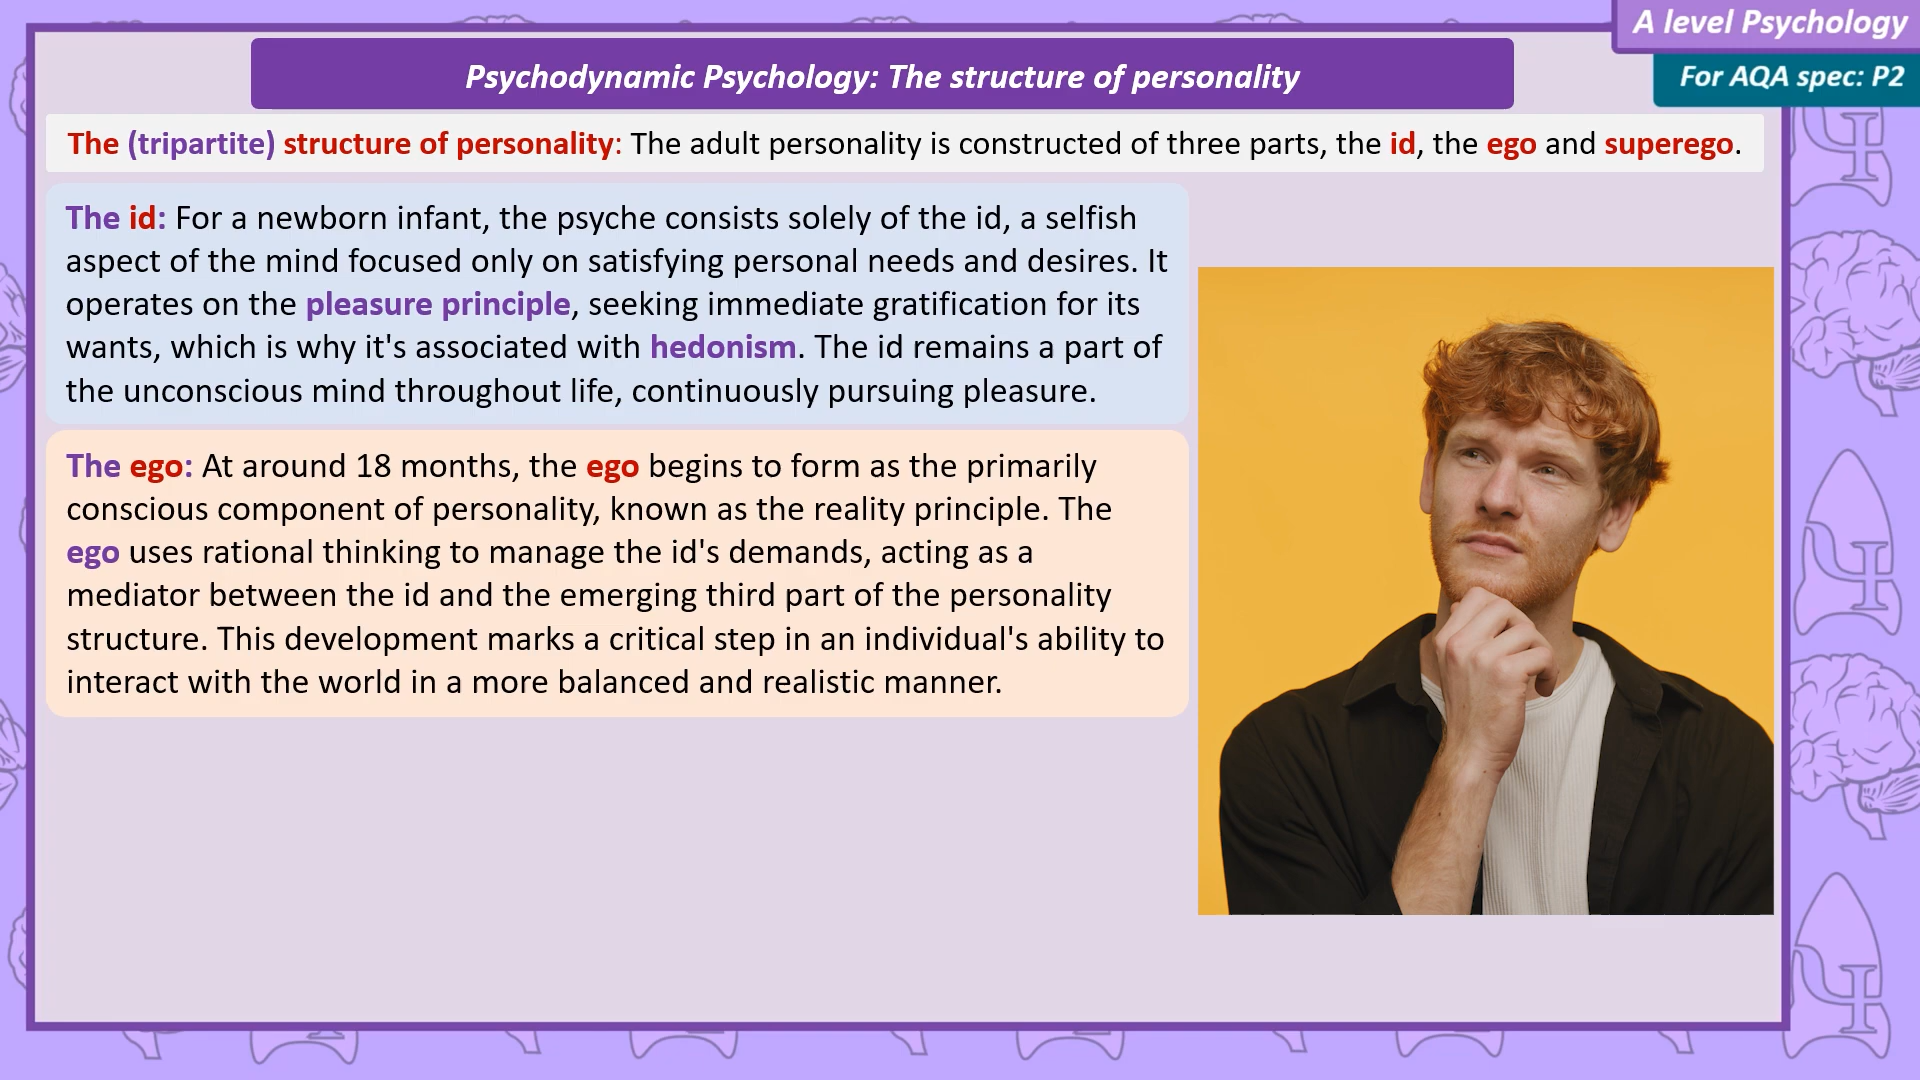 A level Psychology
For AQA spec: P2
Psychodynamic Psychology: The structure of personality
The (tripartite) structure of personality: The adult personality is constructed of three parts, the id, the ego and superego.
The id: For a newborn infant, the psyche consists solely of the id, a selfish
aspect of the mind focused only on satisfying personal needs and desires. It
operates on the pleasure principle, seeking immediate gratification for its
wants, which is why it's associated with hedonism. The id remains a part of
the unconscious mind throughout life, continuously pursuing pleasure.
The ego: At around 18 months, the ego begins to form as the primarily
conscious component of personality, known as the reality principle. The
ego uses rational thinking to manage the id's demands, acting as a
mediator between the id and the emerging third part of the personality
structure. This development marks a critical step in an individual's ability to
interact with the world in a more balanced and realistic manner.